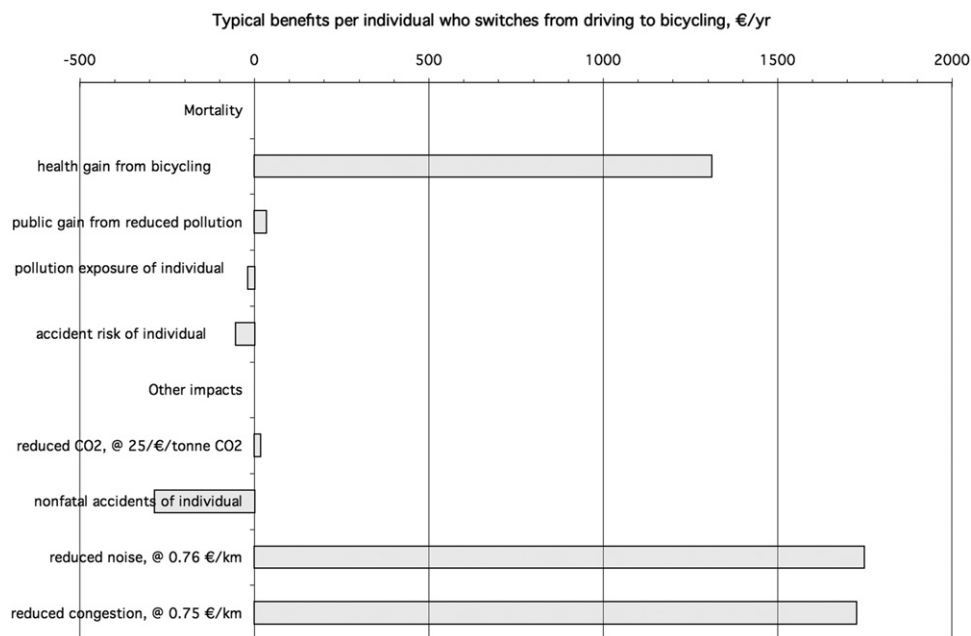 Typical benefits per individual who switches from driving to bicycling, €/yr
-500 0 500 1000 1500 2000
Mortality
health gain from bicycling
public gain from reduced pollution
pollution exposure of individual
accident risk of individual
Other impacts
reduced CO2, @ 25/€/tonne CO2
nonfatal accidents of individual
reduced noise, @ 0.76 €/km
reduced congestion, @ 0.75 €/km